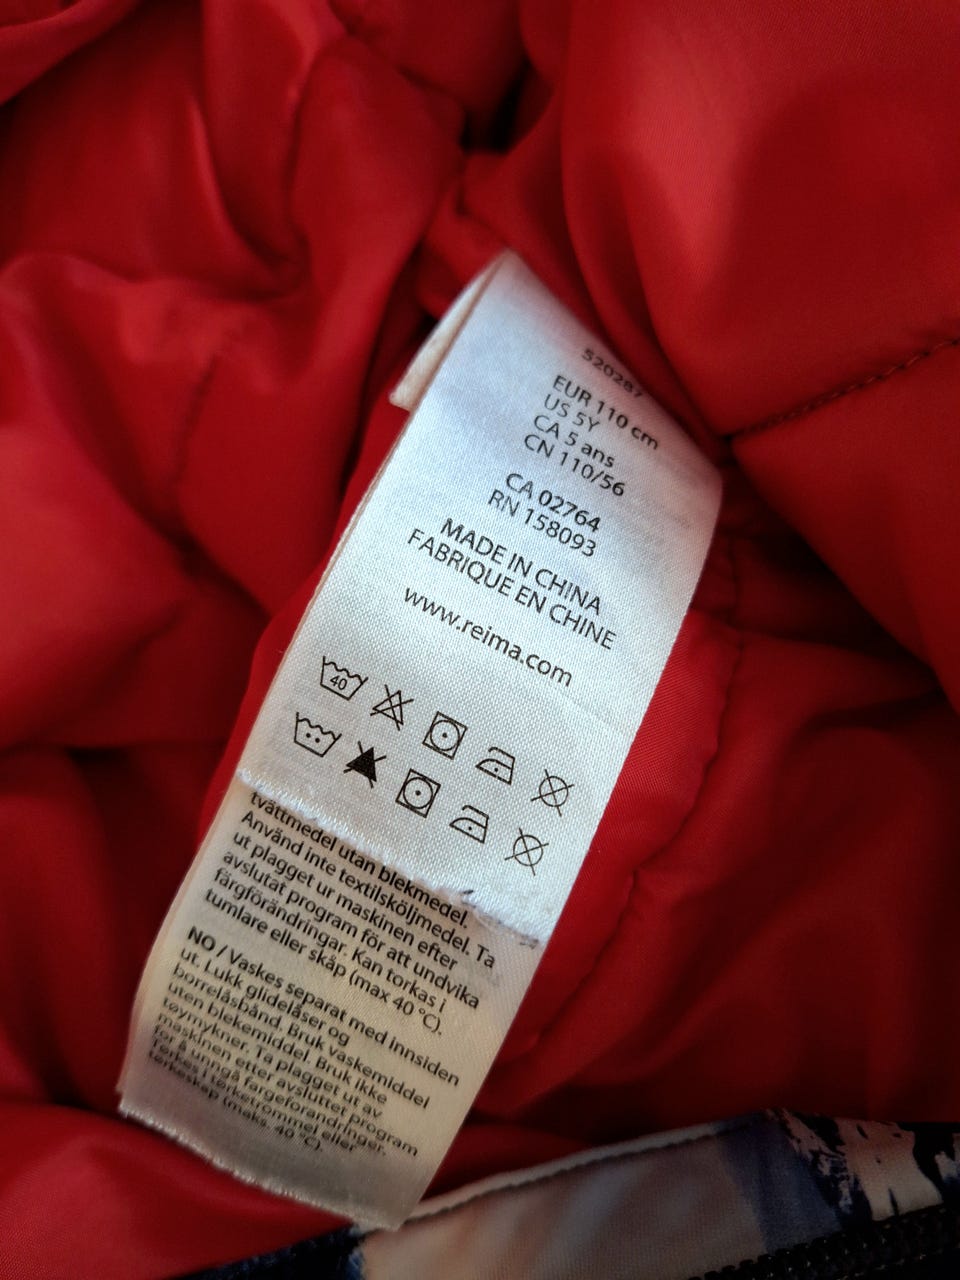 520287
EUR 110 cm
US 5Y
CA 5 ans
CN 110/56
CA 02764
RN 158093
MADE IN CHINA
FABRIQUE EN CHINE
www.reima.com
40
tvättmedel utan blekmedel.
Använd inte textilsköljmedel. Ta
ut plagget ur maskinen efter
avslutat program för att undvika
färgförändringar. Kan torkas i
tumlare eller skåp (max 40 °C).
NO / Vaskes separat med innsiden
ut. Lukk glidelåser og
borrelåsbånd. Bruk vaskemiddel
uten blekemiddel. Bruk ikke
tøymykner. Ta plagget ut av
maskinen etter avsluttet program
for å unngå fargeforandringer.
Tørkes i tørketrommel eller
tørkeskap (maks. 40 °C).